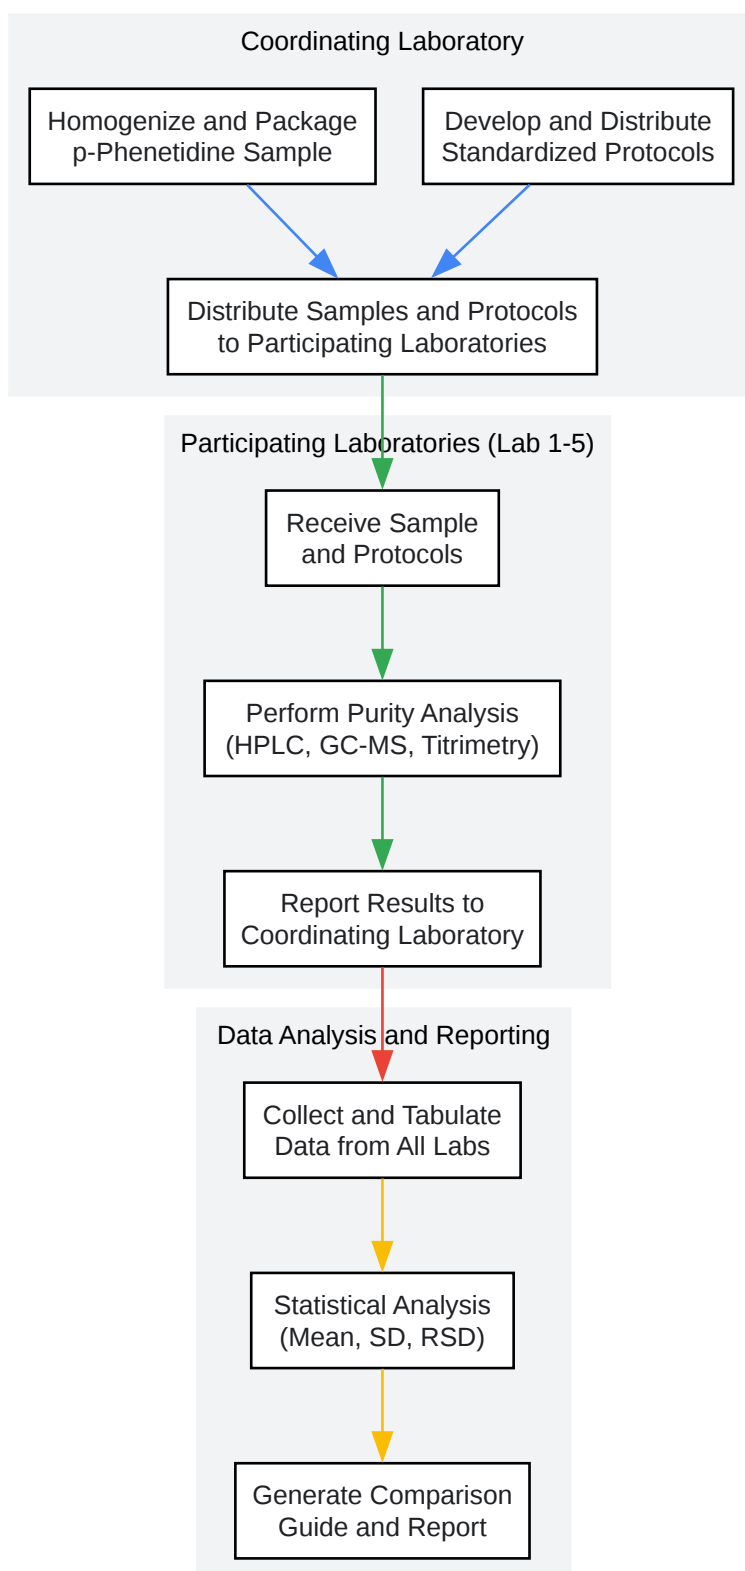 Coordinating Laboratory
Homogenize and Package
p-Phenetidine Sample
Develop and Distribute
Standardized Protocols
Distribute Samples and Protocols
to Participating Laboratories
Participating Laboratories (Lab 1-5)
Receive Sample
and Protocols
Perform Purity Analysis
(HPLC, GC-MS, Titrimetry)
Report Results to
Coordinating Laboratory
Data Analysis and Reporting
Collect and Tabulate
Data from All Labs
Statistical Analysis
(Mean, SD, RSD)
Generate Comparison
Guide and Report